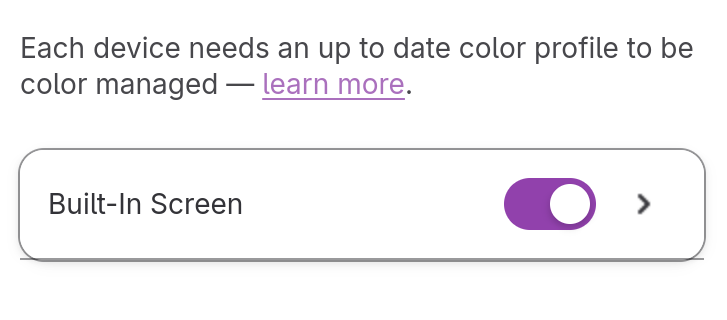 Each device needs an up to date color profile to be
color managed — learn more.
Built-In Screen